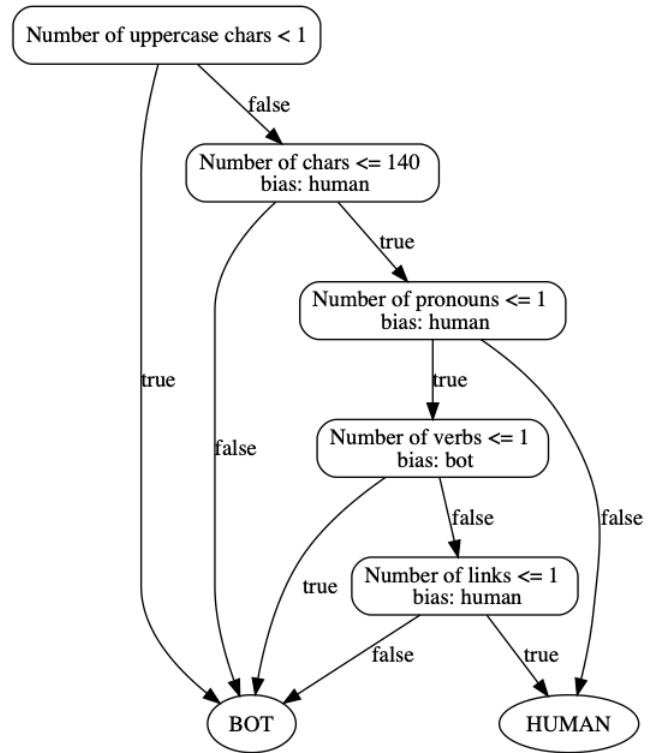 Number of uppercase chars < 1
false
Number of chars <= 140
bias: human
true
Number of pronouns <= 1
bias: human
true
true
false
Number of verbs <= 1
bias: bot
false
false
true
Number of links <= 1
bias: human
false
true
BOT
HUMAN